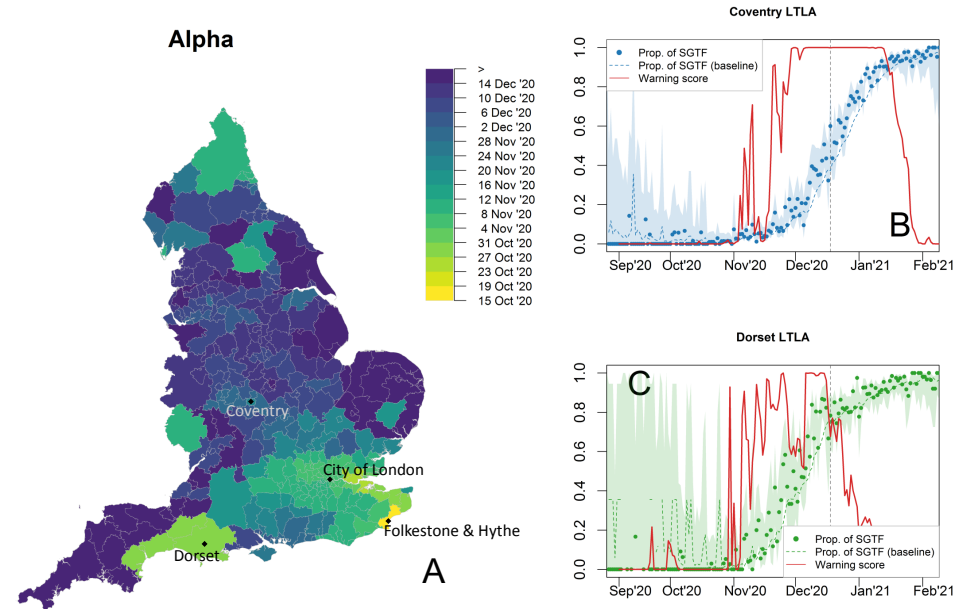 Alpha
>
14 Dec '20
10 Dec '20
6 Dec '20
2 Dec '20
28 Nov '20
24 Nov '20
20 Nov '20
16 Nov '20
12 Nov '20
8 Nov '20
4 Nov '20
31 Oct '20
27 Oct '20
23 Oct '20
19 Oct '20
15 Oct '20
Coventry
City of London
Folkestone & Hythe
Dorset
A
Coventry LTLA
Prop. of SGTF
Prop. of SGTF (baseline)
Warning score
1.0
0.8
0.6
0.4
0.2
0.0
B
Sep'20 Oct'20 Nov'20 Dec'20 Jan'21 Feb'21
Dorset LTLA
C
1.0
0.8
0.6
0.4
0.2
0.0
Prop. of SGTF
Prop. of SGTF (baseline)
Warning score
Sep'20 Oct'20 Nov'20 Dec'20 Jan'21 Feb'21